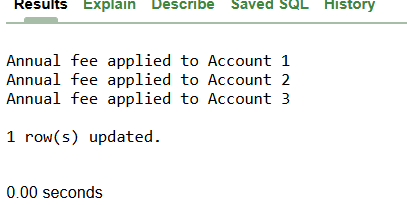 Results Explain Describe Saved SQL History
Annual fee applied to Account 1
Annual fee applied to Account 2
Annual fee applied to Account 3
1 row(s) updated.
0.00 seconds